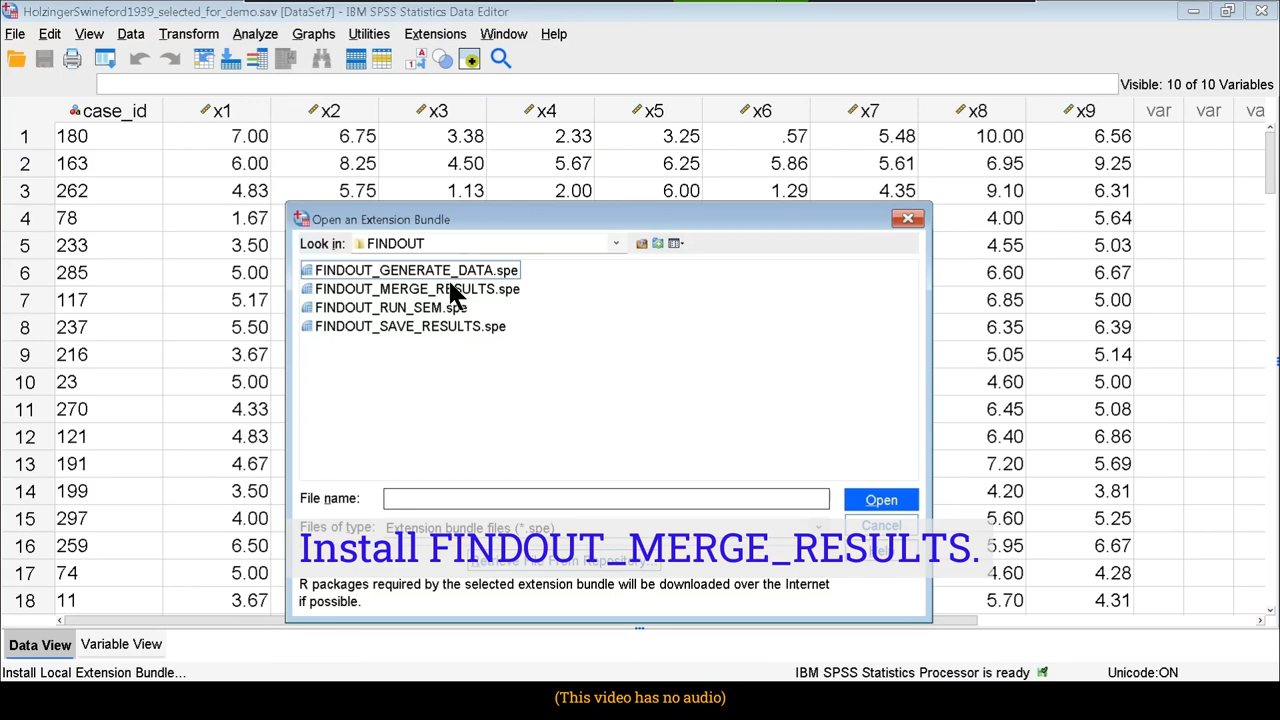 HolzingerSwineford1939_selected_for_demo.sav [DataSet7] - IBM SPSS Statistics Data Editor
File Edit View Data Transform Analyze Graphs Utilities Extensions Window Help
Visible: 10 of 10 Variables
case_id x1 x2 x3 x4 x5 x6 x7 x8 x9 var var va
1 180 7.00 6.75 3.38 2.33 3.25 .57 5.48 10.00 6.56
2 163 6.00 8.25 4.50 5.67 6.25 5.86 5.61 6.95 9.25
3 262 4.83 5.75 1.13 2.00 6.00 1.29 4.35 9.10 6.31
4 78 1.67 4.00 5.64
5 233 3.50 4.55 5.03
6 285 5.00 6.60 6.67
7 117 5.17 6.85 5.00
8 237 5.50 6.35 6.39
9 216 3.67 5.05 5.14
10 23 5.00 4.60 5.00
11 270 4.33 6.45 5.08
12 121 4.83 6.40 6.86
13 191 4.67 7.20 5.69
14 199 3.50 4.20 3.81
15 297 4.00 5.60 5.25
16 259 6.50 5.95 6.67
17 74 5.00 4.60 4.28
18 11 3.67 5.70 4.31
Open an Extension Bundle
Look in: FINDOUT
FINDOUT_GENERATE_DATA.spe
FINDOUT_MERGE_RESULTS.spe
FINDOUT_RUN_SEM.spe
FINDOUT_SAVE_RESULTS.spe
File name: Open
Files of type: Extension bundle files (*.spe) Cancel
Install FINDOUT_MERGE_RESULTS.
Retrieve File From Repository...
R packages required by the selected extension bundle will be downloaded over the Internet
if possible.
Data View Variable View
Install Local Extension Bundle... IBM SPSS Statistics Processor is ready Unicode:ON
(This video has no audio)